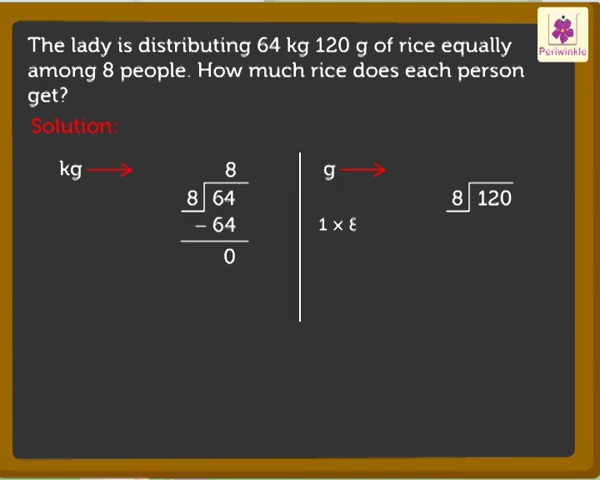 The lady is distributing 64 kg 120 g of rice equally
among 8 people. How much rice does each person
get?
Periwinkle
Solution:
kg
8
8 64
– 64
0
g
8 120
1 x